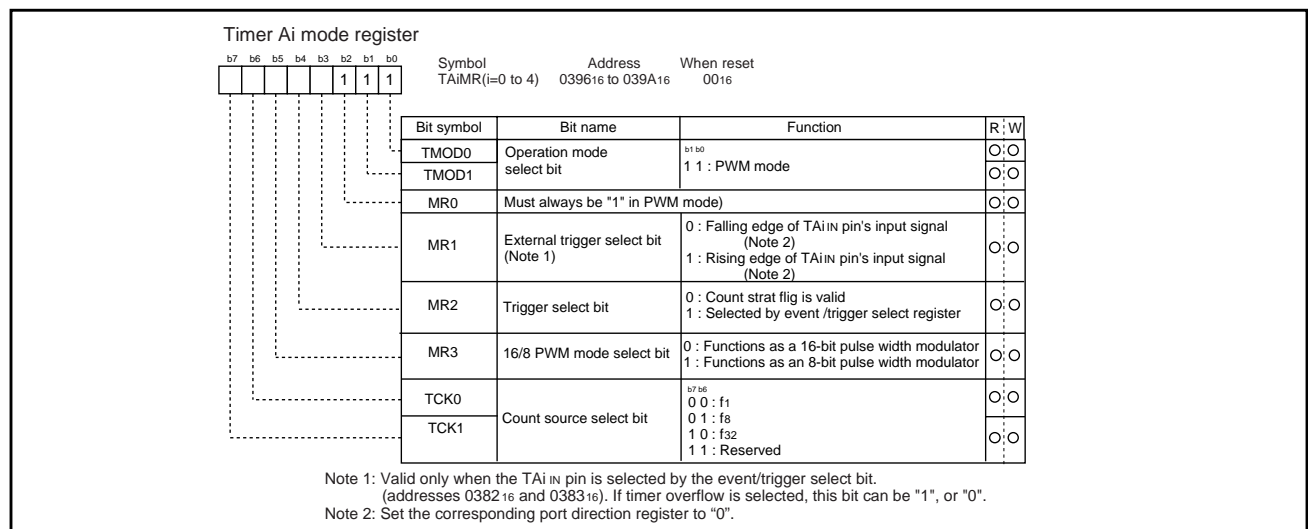 Timer Ai mode register
b7 b6 b5 b4 b3 b2 b1 b0
1 1 1
Symbol Address When reset
TAiMR(i=0 to 4) 039616 to 039A16 0016
Bit symbol Bit name Function R W
TMOD0
TMOD1
Operation mode
select bit
b1 b0
1 1 : PWM mode
MR0 Must always be "1" in PWM mode)
MR1
External trigger select bit
(Note 1)
0 : Falling edge of TAiIN pin's input signal
(Note 2)
1 : Rising edge of TAiIN pin's input signal
(Note 2)
MR2 Trigger select bit
0 : Count strat flig is valid
1 : Selected by event /trigger select register
MR3 16/8 PWM mode select bit
0 : Functions as a 16-bit pulse width modulator
1 : Functions as an 8-bit pulse width modulator
TCK0
TCK1
Count source select bit
b7 b6
0 0 : f1
0 1 : f8
1 0 : f32
1 1 : Reserved
Note 1: Valid only when the TAi IN pin is selected by the event/trigger select bit.
(addresses 038216 and 038316). If timer overflow is selected, this bit can be "1", or "0".
Note 2: Set the corresponding port direction register to “0”.